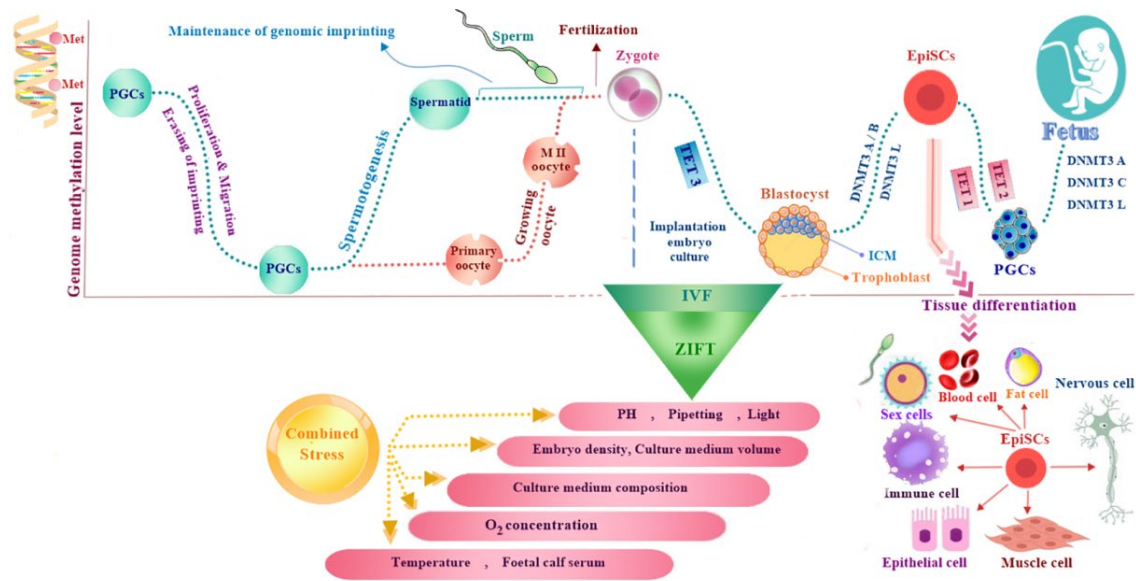 Met
Met
Genome methylation level
Maintenance of genomic imprinting
Sperm
Fertilization
Zygote
EpiSCs
Fetus
PGCs
Proliferation & Migration
Erasing of imprinting
PGCs
Spermotogenesis
Spermatid
Primary
oocyte
Growing
oocyte
M II
oocyte
TET 3
Implantation
embryo
culture
Blastocyst
ICM
Trophoblast
DNMT3 A / B
DNMT3 L
TET 1
TET 2
PGCs
DNMT3 A
DNMT3 C
DNMT3 L
Tissue differentiation
IVF
ZIFT
Combined
Stress
PH , Pipetting , Light
Embryo density, Culture medium volume
Culture medium composition
O2 concentration
Temperature , Foetal calf serum
Sex cells
Blood cell
Fat cell
Nervous cell
EpiSCs
Immune cell
Epithelial cell
Muscle cell